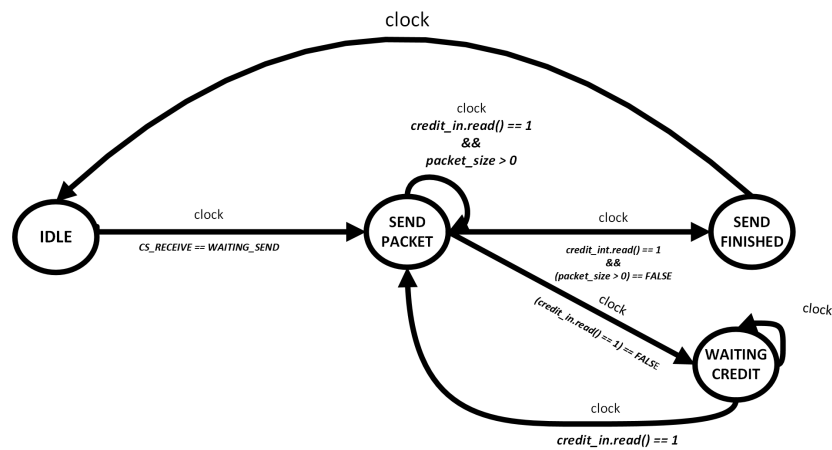 clock
clock
credit_in.read() == 1
&&
packet_size > 0
IDLE
clock
CS_RECEIVE == WAITING_SEND
SEND
PACKET
clock
credit_int.read() == 1
&&
(packet_size > 0) == FALSE
SEND
FINISHED
clock
(credit_in.read() == 1) == FALSE
clock
WAITING
CREDIT
clock
credit_in.read() == 1